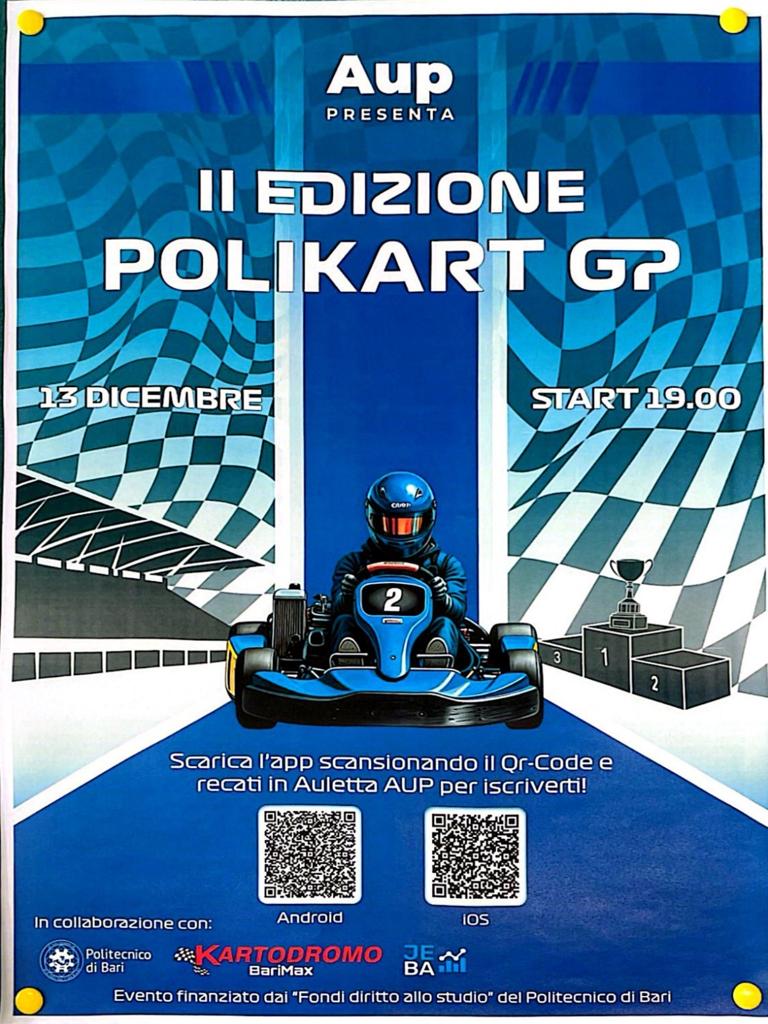 Aup
PRESENTA
II EDIZIONE
POLIKART GP
13 DICEMBRE
START 19.00
2
3
1
2
Scarica l'app scansionando il Qr-Code e
recati in Auletta AUP per iscriverti!
Android
iOS
In collaborazione con:
Politecnico
di Bari
KARTODROMO
BariMax
JE
BA
Evento finanziato dai "Fondi diritto allo studio" del Politecnico di Bari